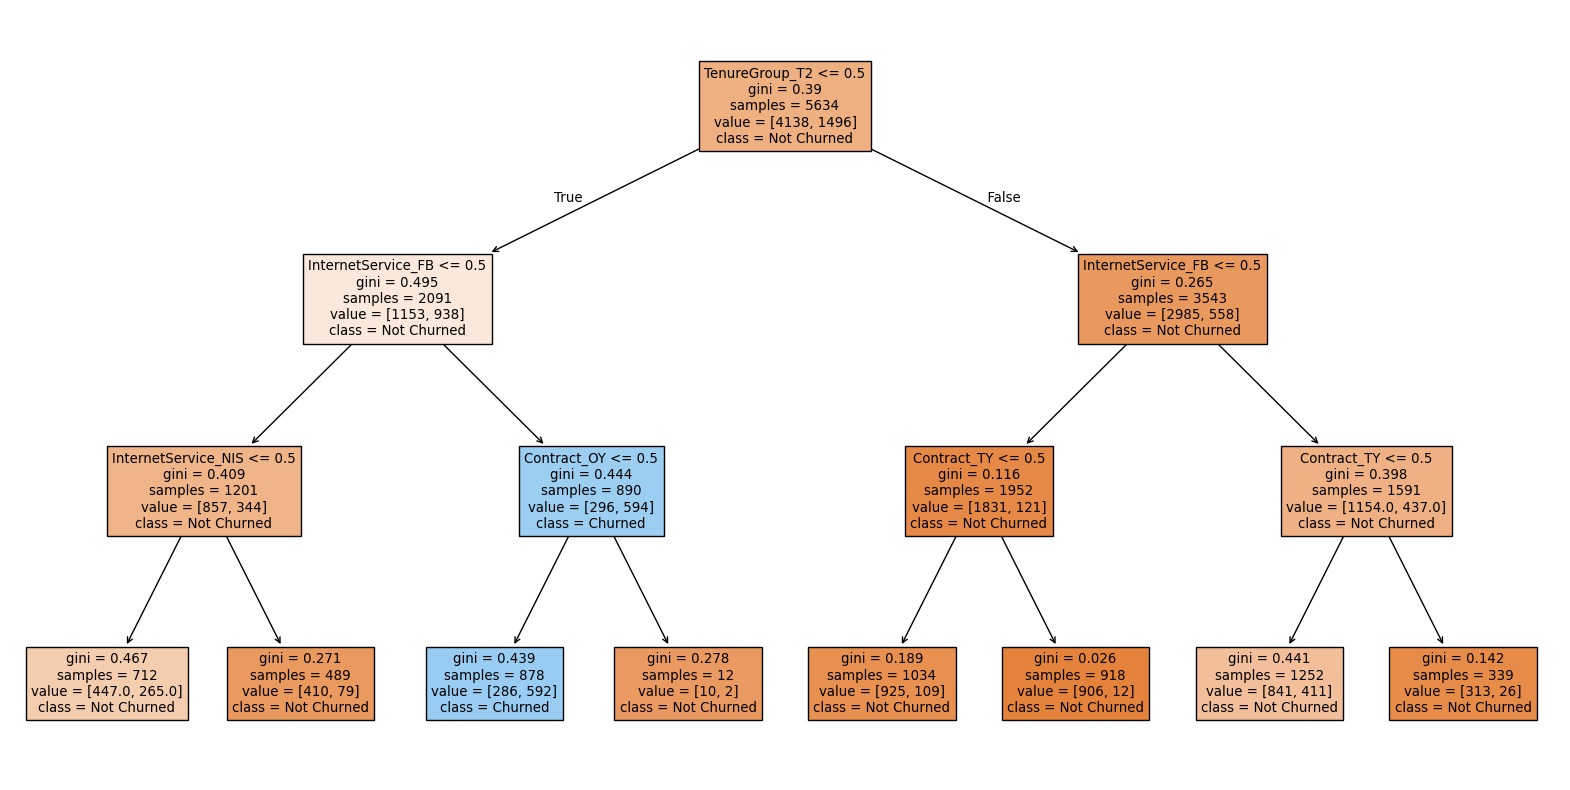 TenureGroup_T2 <= 0.5
gini = 0.39
samples = 5634
value = [4138, 1496]
class = Not Churned
True
False
InternetService_FB <= 0.5
gini = 0.495
samples = 2091
value = [1153, 938]
class = Not Churned
InternetService_FB <= 0.5
gini = 0.265
samples = 3543
value = [2985, 558]
class = Not Churned
InternetService_NIS <= 0.5
gini = 0.409
samples = 1201
value = [857, 344]
class = Not Churned
Contract_OY <= 0.5
gini = 0.444
samples = 890
value = [296, 594]
class = Churned
Contract_TY <= 0.5
gini = 0.116
samples = 1952
value = [1831, 121]
class = Not Churned
Contract_TY <= 0.5
gini = 0.398
samples = 1591
value = [1154.0, 437.0]
class = Not Churned
gini = 0.467
samples = 712
value = [447.0, 265.0]
class = Not Churned
gini = 0.271
samples = 489
value = [410, 79]
class = Not Churned
gini = 0.439
samples = 878
value = [286, 592]
class = Churned
gini = 0.278
samples = 12
value = [10, 2]
class = Not Churned
gini = 0.189
samples = 1034
value = [925, 109]
class = Not Churned
gini = 0.026
samples = 918
value = [906, 12]
class = Not Churned
gini = 0.441
samples = 1252
value = [841, 411]
class = Not Churned
gini = 0.142
samples = 339
value = [313, 26]
class = Not Churned